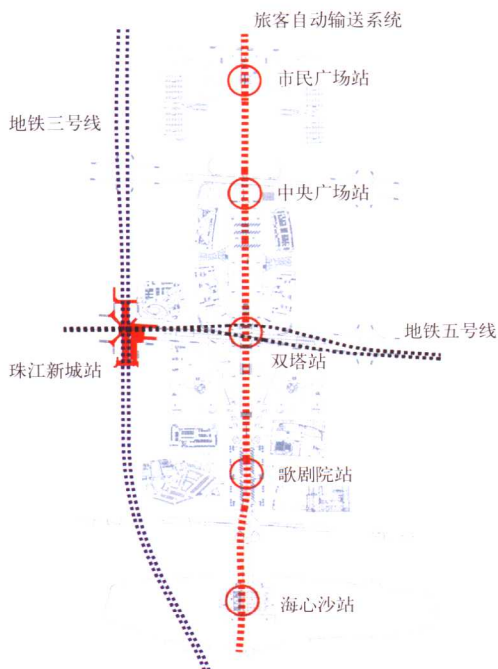 旅客自动输送系统
市民广场站
地铁三号线
中央广场站
地铁五号线
双塔站
珠江新城站
歌剧院站
海心沙站